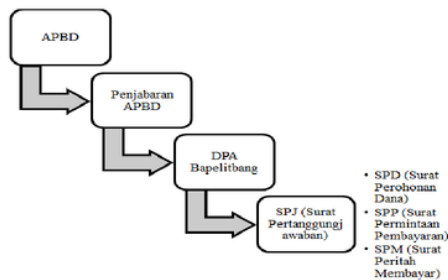 APBD
Penjabaran
APBD
DPA
Bapelitbang
SPJ (Surat
Pertanggungj
awaban)
• SPD (Surat
Perohonan
Dana)
• SPP (Surat
Permintaan
Pembayaran)
• SPM (Surat
Peritah
Membayar)